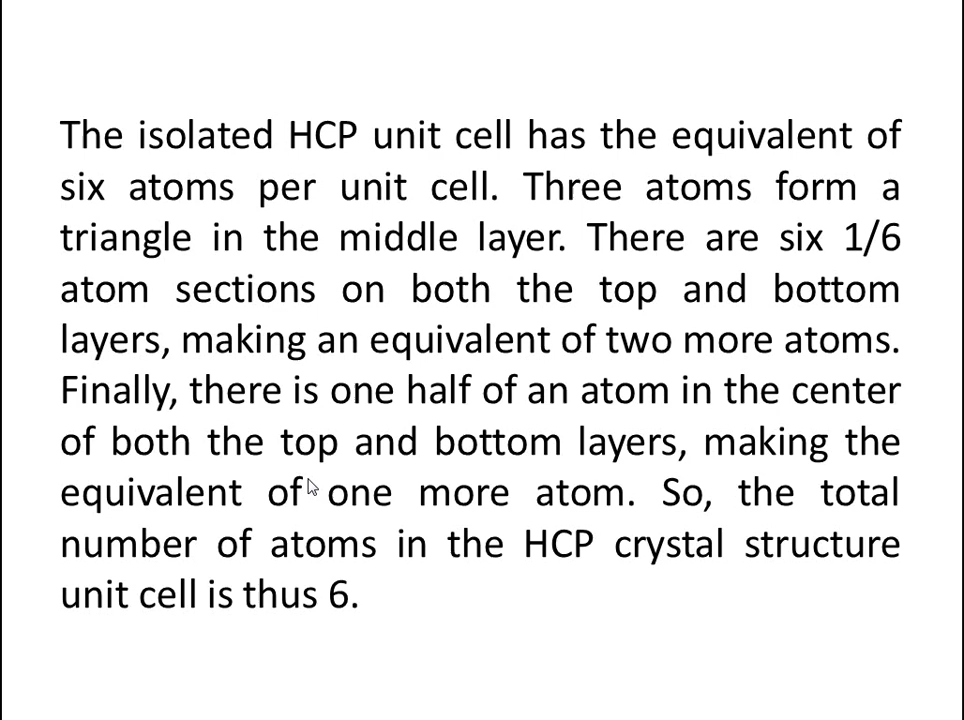 The isolated HCP unit cell has the equivalent of
six atoms per unit cell. Three atoms form a
triangle in the middle layer. There are six 1/6
atom sections on both the top and bottom
layers, making an equivalent of two more atoms.
Finally, there is one half of an atom in the center
of both the top and bottom layers, making the
equivalent of one more atom. So, the total
number of atoms in the HCP crystal structure
unit cell is thus 6.